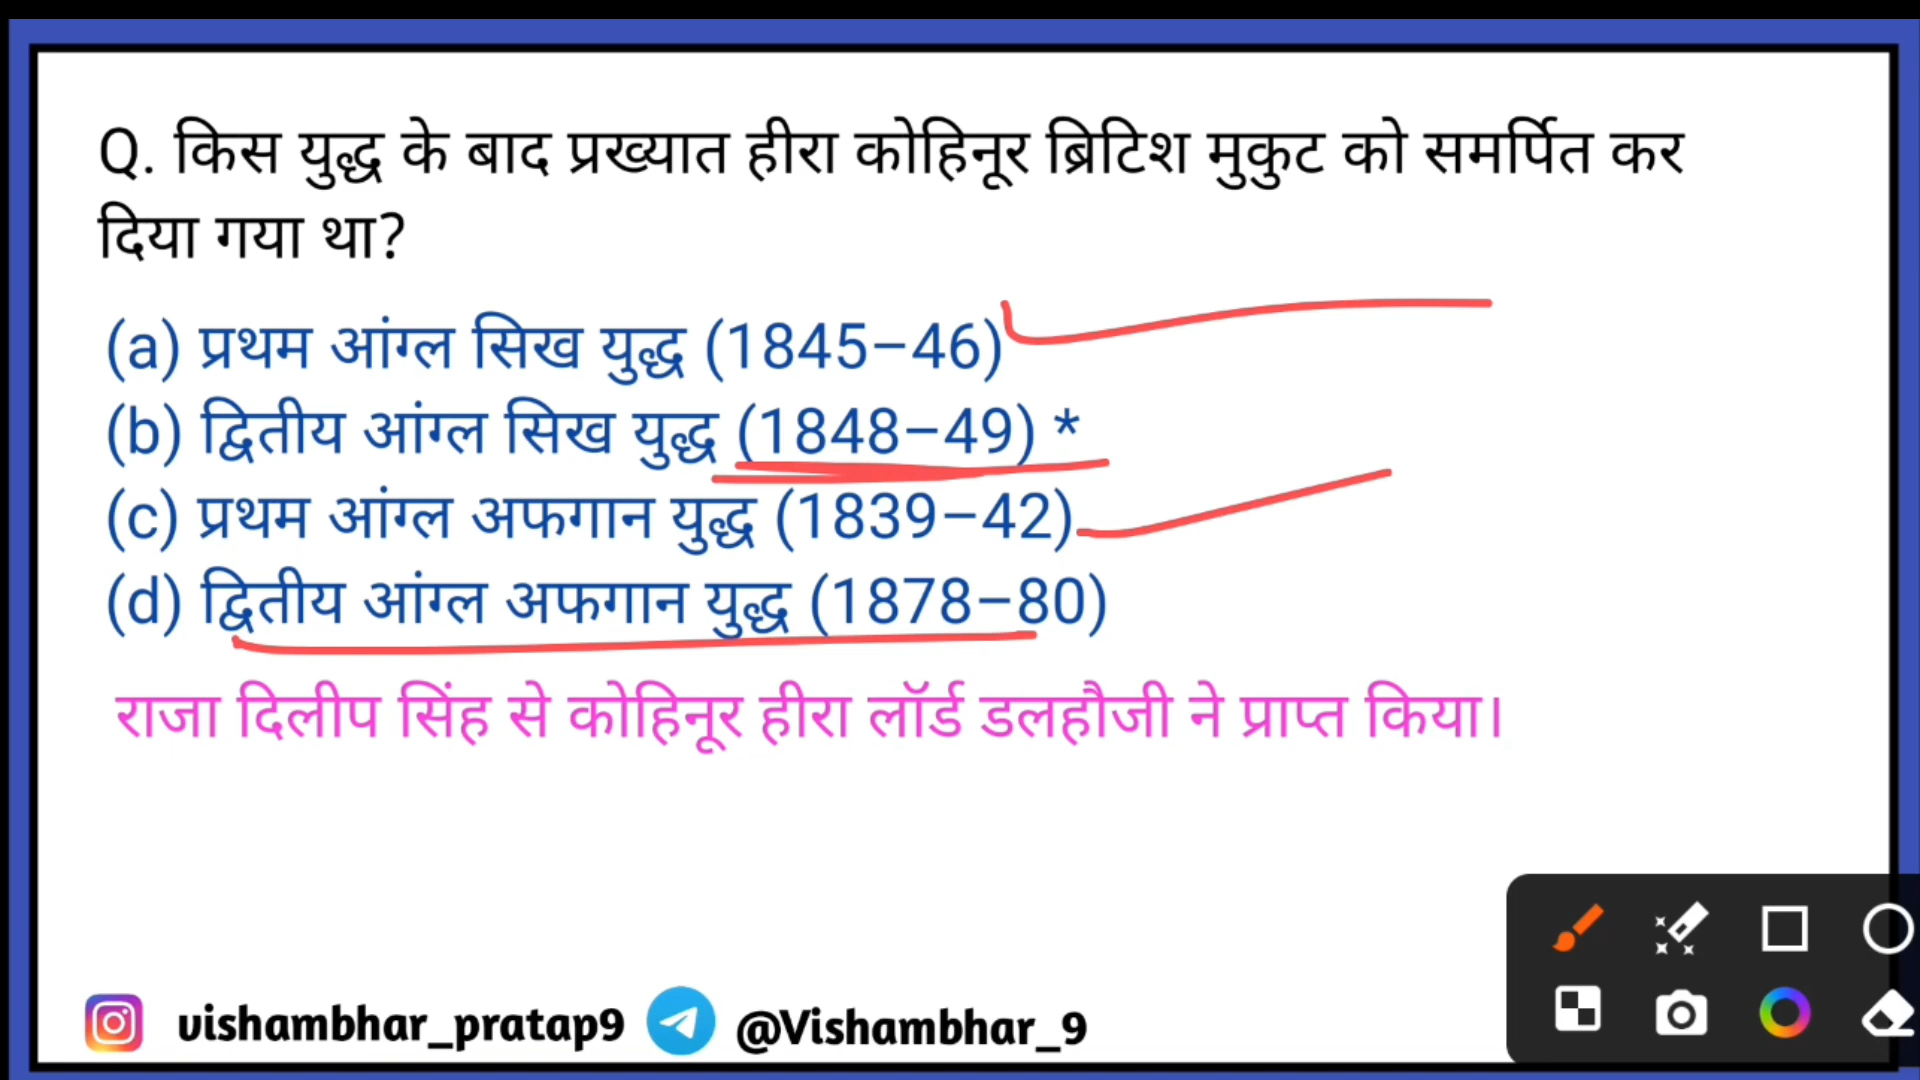 Q. किस युद्ध के बाद प्रख्यात हीरा कोहिनूर ब्रिटिश मुकुट को समर्पित कर
दिया गया था?
(a) प्रथम आंग्ल सिख युद्ध (1845–46)
(b) द्वितीय आंग्ल सिख युद्ध (1848–49) *
(c) प्रथम आंग्ल अफगान युद्ध (1839–42)
(d) द्वितीय आंग्ल अफगान युद्ध (1878–80)
राजा दिलीप सिंह से कोहिनूर हीरा लॉर्ड डलहौजी ने प्राप्त किया।
vishambhar_pratap9 @Vishambhar_9